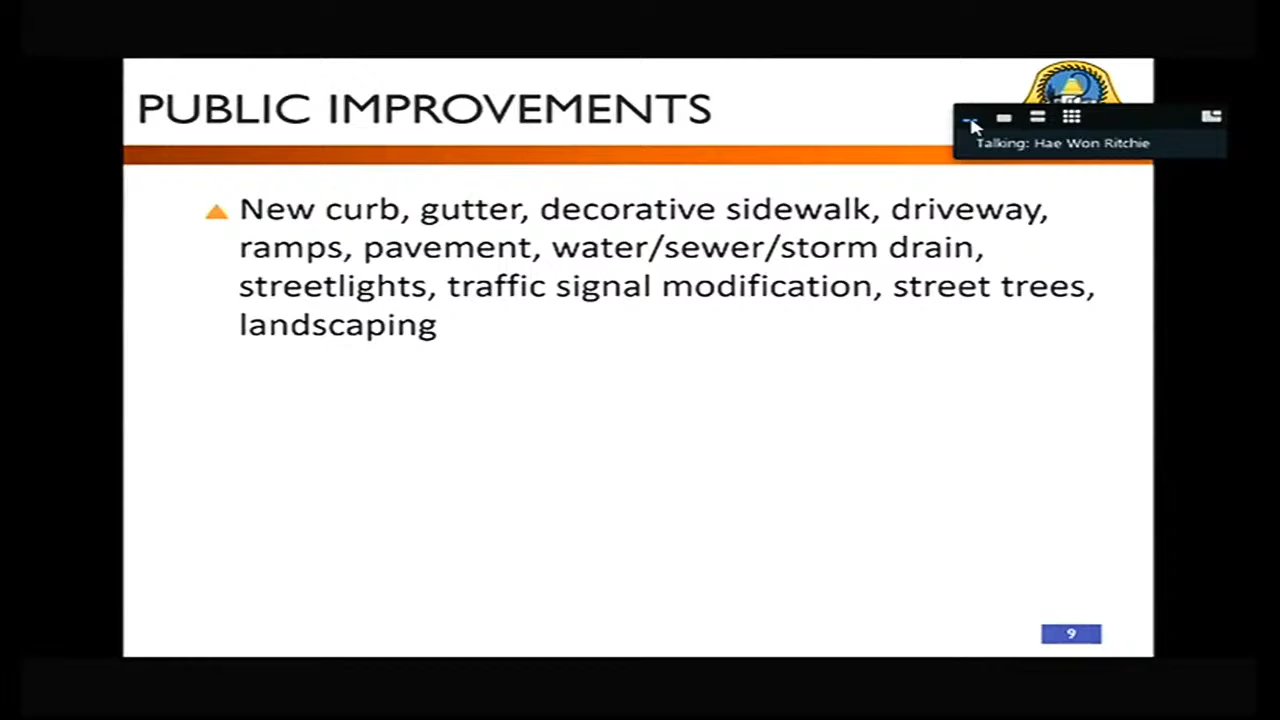 PUBLIC IMPROVEMENTS
Talking: Hae Won Ritchie
New curb, gutter, decorative sidewalk, driveway,
ramps, pavement, water/sewer/storm drain,
streetlights, traffic signal modification, street trees,
landscaping
9